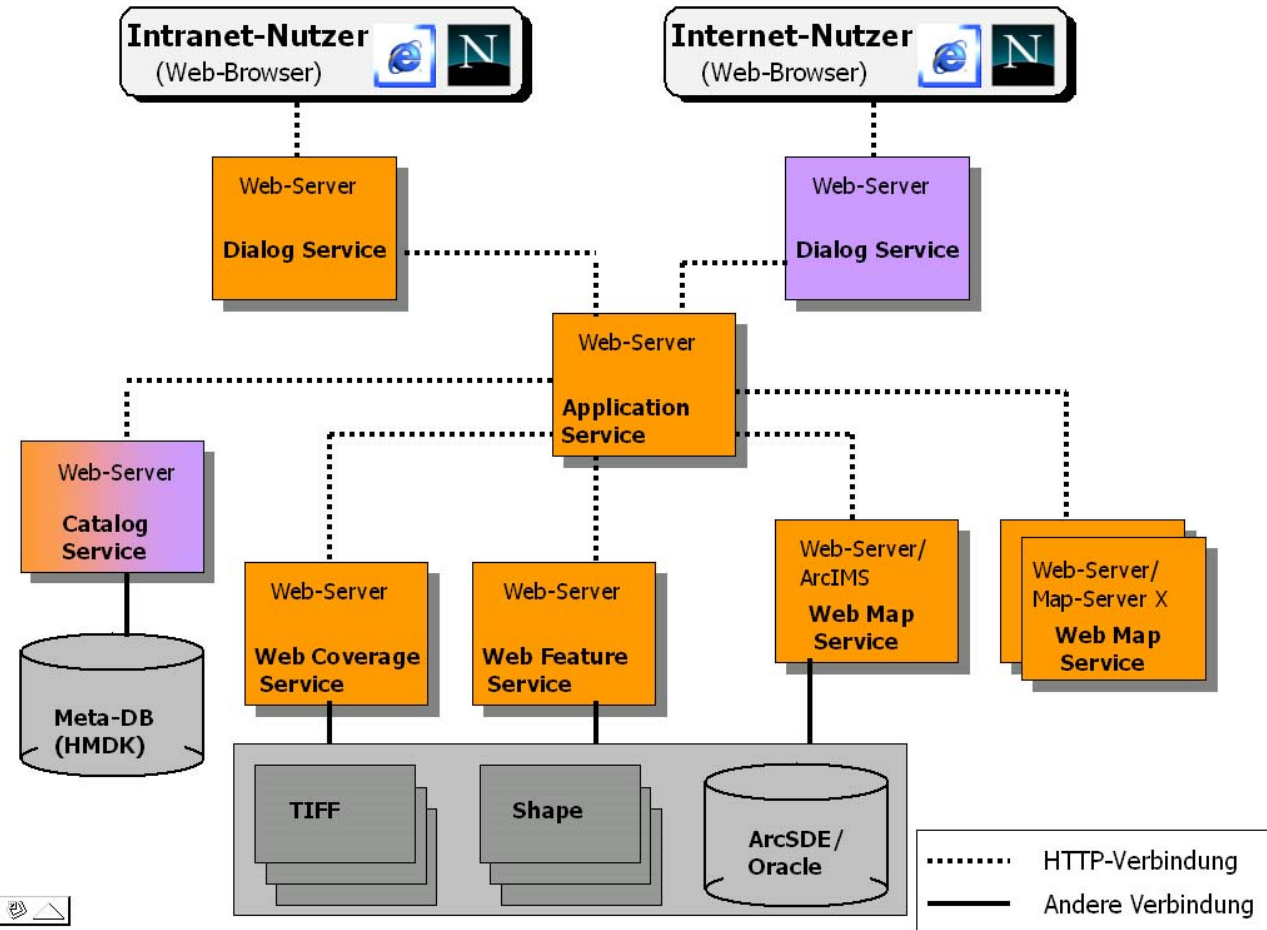 Intranet-Nutzer
(Web-Browser)
N
Internet-Nutzer
(Web-Browser)
N
Web-Server
Dialog Service
Web-Server
Dialog Service
Web-Server
Application
Service
Web-Server
Catalog
Service
Web-Server
Web Coverage
Service
Web-Server
Web Feature
Service
Web-Server/
ArcIMS
Web Map
Service
Web-Server/
Map-Server X
Web Map
Service
Meta-DB
(HMDK)
TIFF
Shape
ArcSDE/
Oracle
HTTP-Verbindung
Andere Verbindung